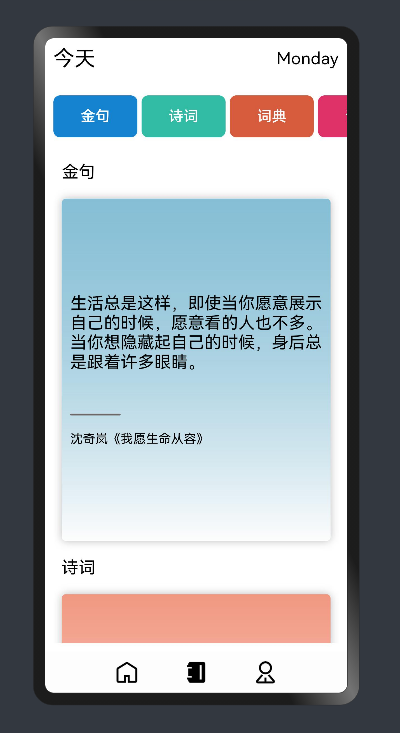 今天 Monday
金句 诗词 词典
金句
生活总是这样，即使当你愿意展示
自己的时候，愿意看的人也不多。
当你想隐藏起自己的时候，身后总
是跟着许多眼睛。
沈奇岚《我愿生命从容》
诗词